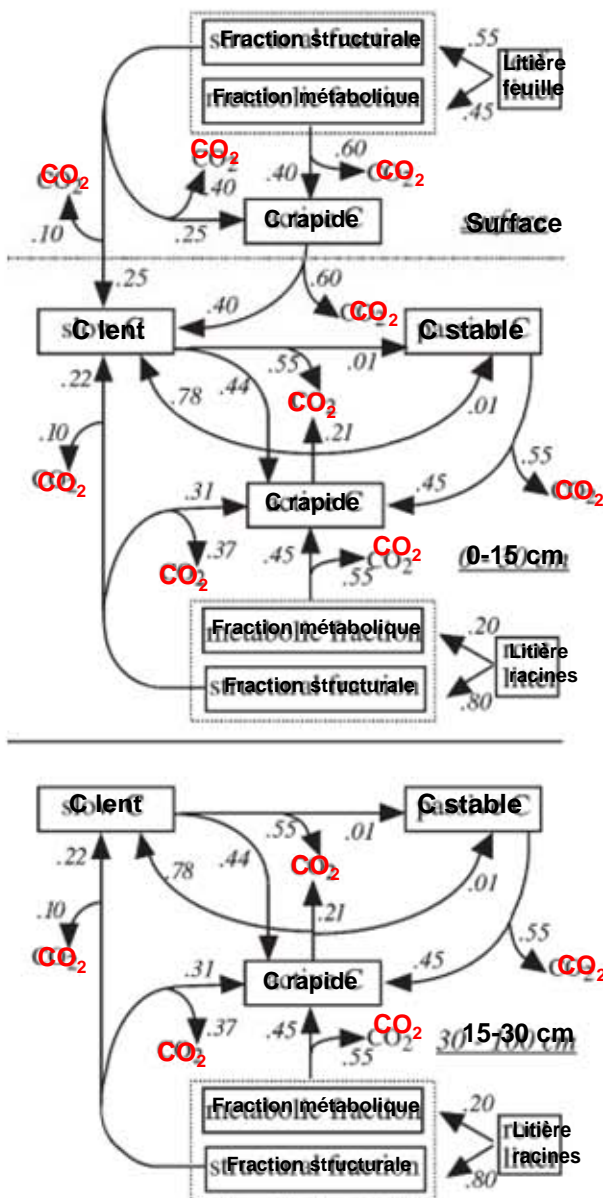 Fraction structurale
.55
Litière
feuille
Fraction métabolique
.45
CO₂
.60
CO₂
CO₂
.40
.40
.10
.25
C rapide
Surface
.25
.60
.40
CO₂
C lent
C stable
.22
.55
.01
.78
.44
CO₂
.01
.10
.21
.55
CO₂
.31
.45
CO₂
C rapide
.37
.45
CO₂
0-15 cm
CO₂
.55
Fraction métabolique
.20
Litière
racines
Fraction structurale
.80
C lent
C stable
.22
.55
.01
.78
.44
CO₂
.01
.10
.21
.55
CO₂
.31
.45
CO₂
C rapide
.37
.45
CO₂
15-30 cm
CO₂
.55
Fraction métabolique
.20
Litière
racines
Fraction structurale
.80